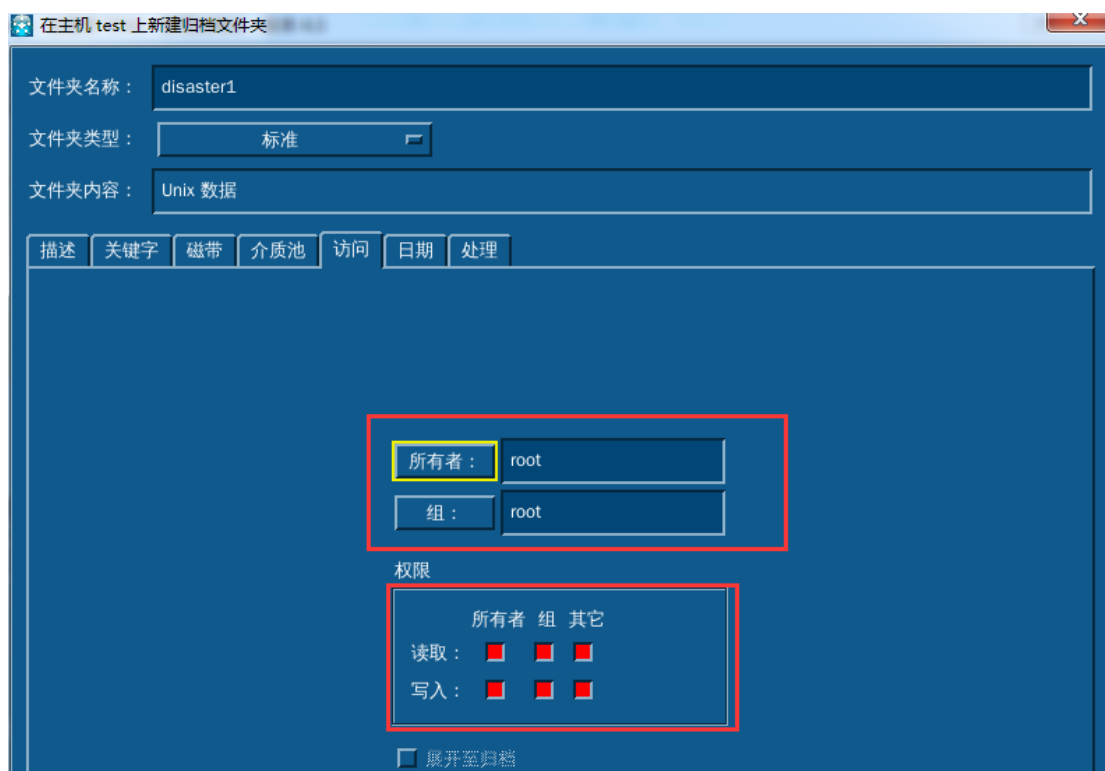 在主机 test 上新建归档文件夹
文件夹名称： disaster1
文件夹类型： 标准
文件夹内容： Unix 数据
描述 关键字 磁带 介质池 访问 日期 处理
所有者： root
组： root
权限
所有者 组 其它
读取：
写入：
展开至归档